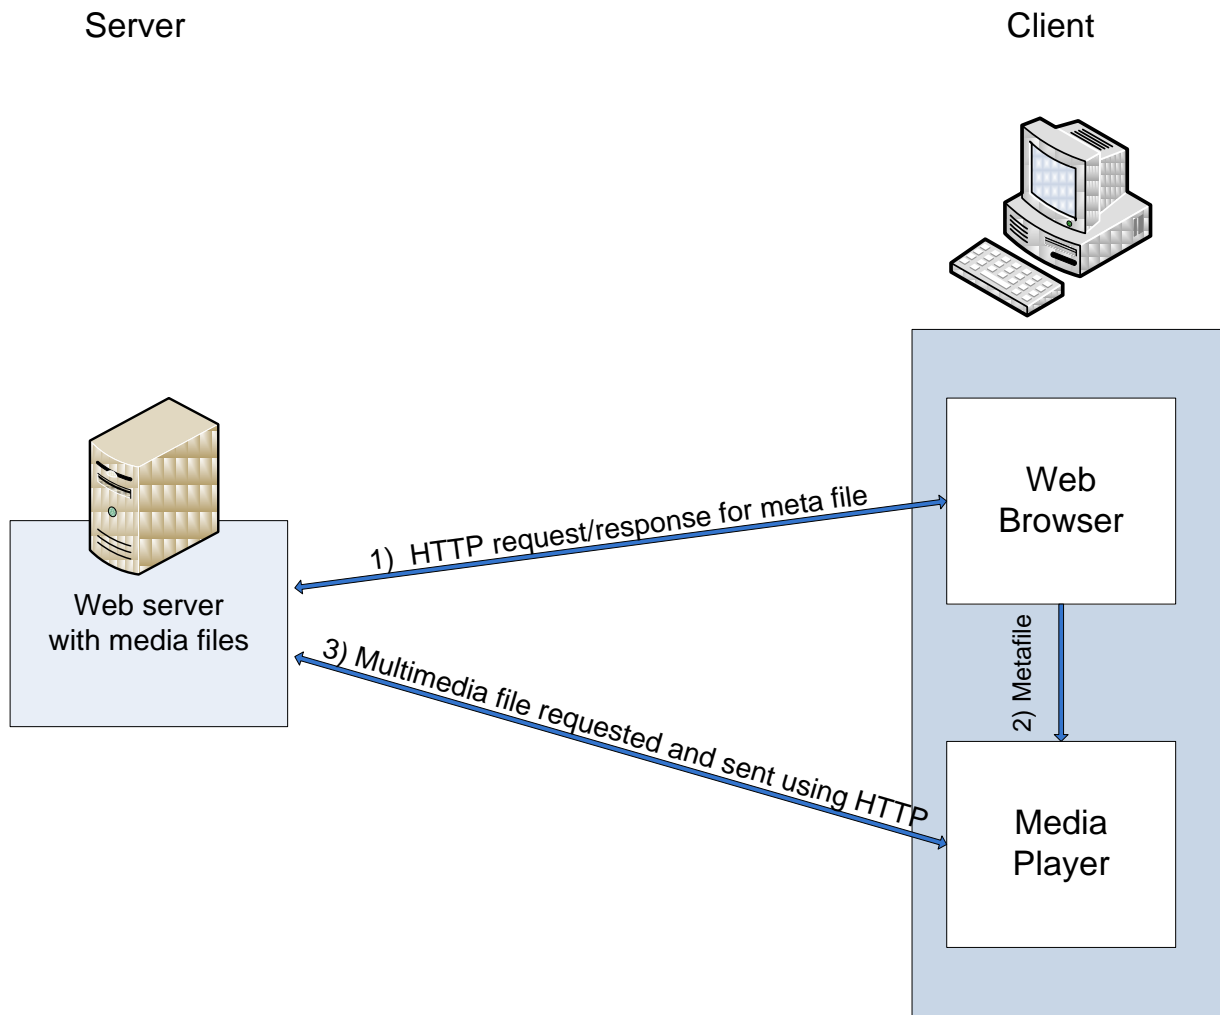 Server
Client
Web
Browser
1)  HTTP request/response for meta file
Web server
with media files
2) Metafile
3) Multimedia file requested and sent using HTTP
Media
Player